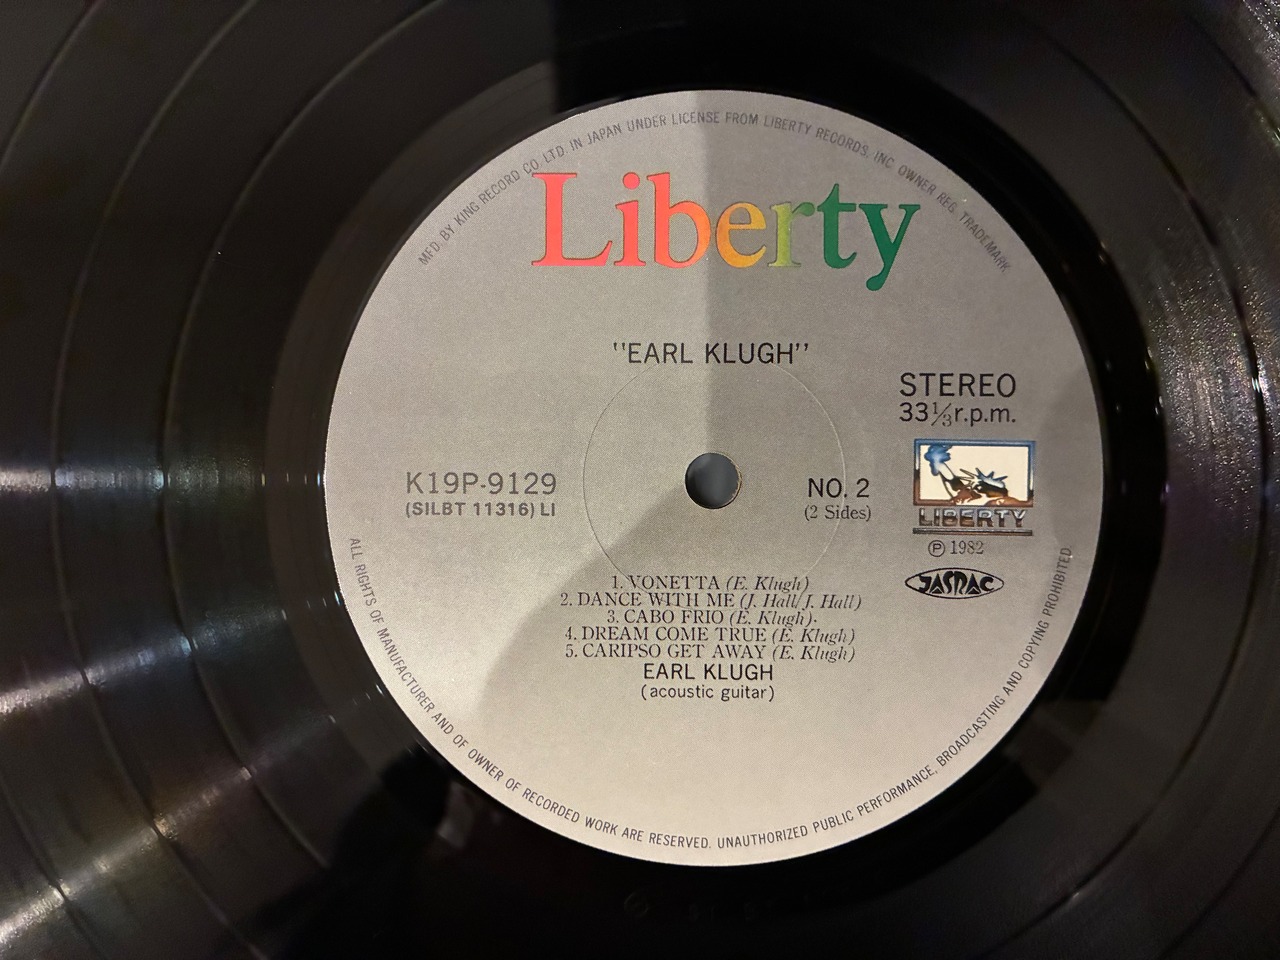 MFD. BY KING RECORD CO. LTD. IN JAPAN UNDER LICENSE FROM LIBERTY RECORDS, INC OWNER REG. TRADEMARK
Liberty
"EARL KLUGH"
STEREO
33⅓r.p.m.
K19P-9129
(SILBT 11316) LI
NO. 2
(2 Sides)
LIBERTY
Ⓟ 1982
JASRAC
1. VONETTA (E. Klugh)
2. DANCE WITH ME (J. Hall/J. Hall)
3. CABO FRIO (E. Klugh)
4. DREAM COME TRUE (E. Klugh)
5. CARIPSO GET AWAY (E. Klugh)
EARL KLUGH
(acoustic guitar)
ALL RIGHTS OF MANUFACTURER AND OF OWNER OF RECORDED WORK ARE RESERVED. UNAUTHORIZED PUBLIC PERFORMANCE, BROADCASTING AND COPYING PROHIBITED